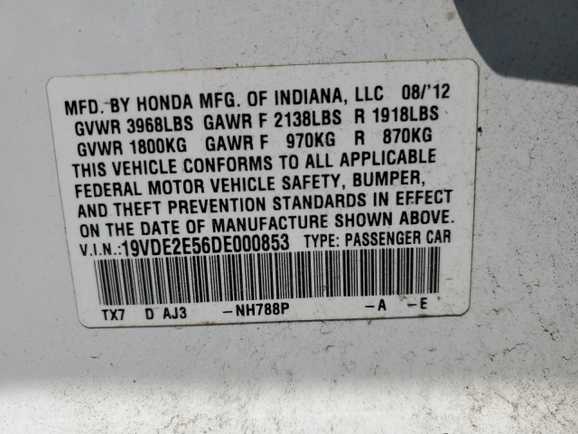 MFD. BY HONDA MFG. OF INDIANA, LLC 08/'12
GVWR 3968LBS GAWR F 2138LBS R 1918LBS
GVWR 1800KG GAWR F 970KG R 870KG
THIS VEHICLE CONFORMS TO ALL APPLICABLE
FEDERAL MOTOR VEHICLE SAFETY, BUMPER,
AND THEFT PREVENTION STANDARDS IN EFFECT
ON THE DATE OF MANUFACTURE SHOWN ABOVE.
V.I.N.:19VDE2E56DE000853 TYPE: PASSENGER CAR
TX7 D AJ3 -NH788P -A -E